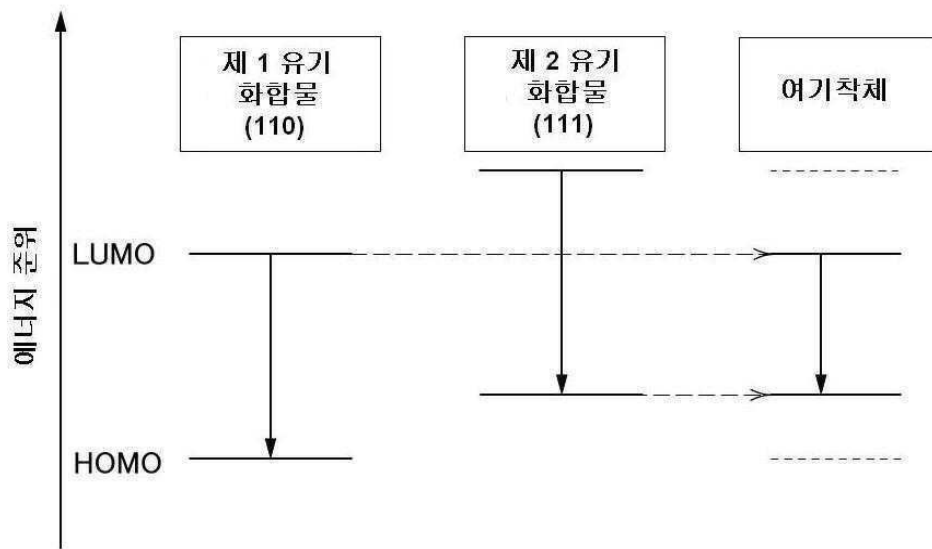 제 1 유기
화합물
(110)
제 2 유기
화합물
(111)
여기착체
에너지 준위
LUMO
HOMO